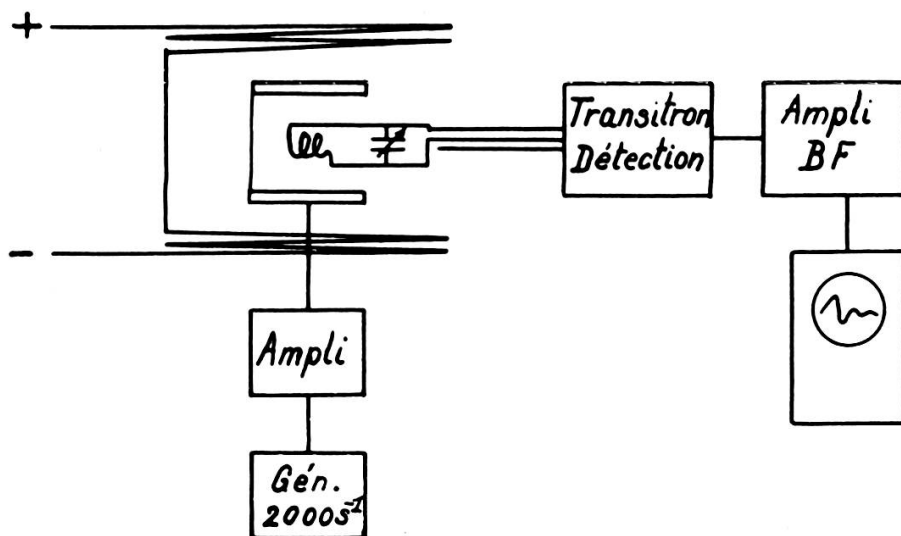 +
Transitron
Détection
Ampli
BF
-
Ampli
Gén.
2000s⁻¹